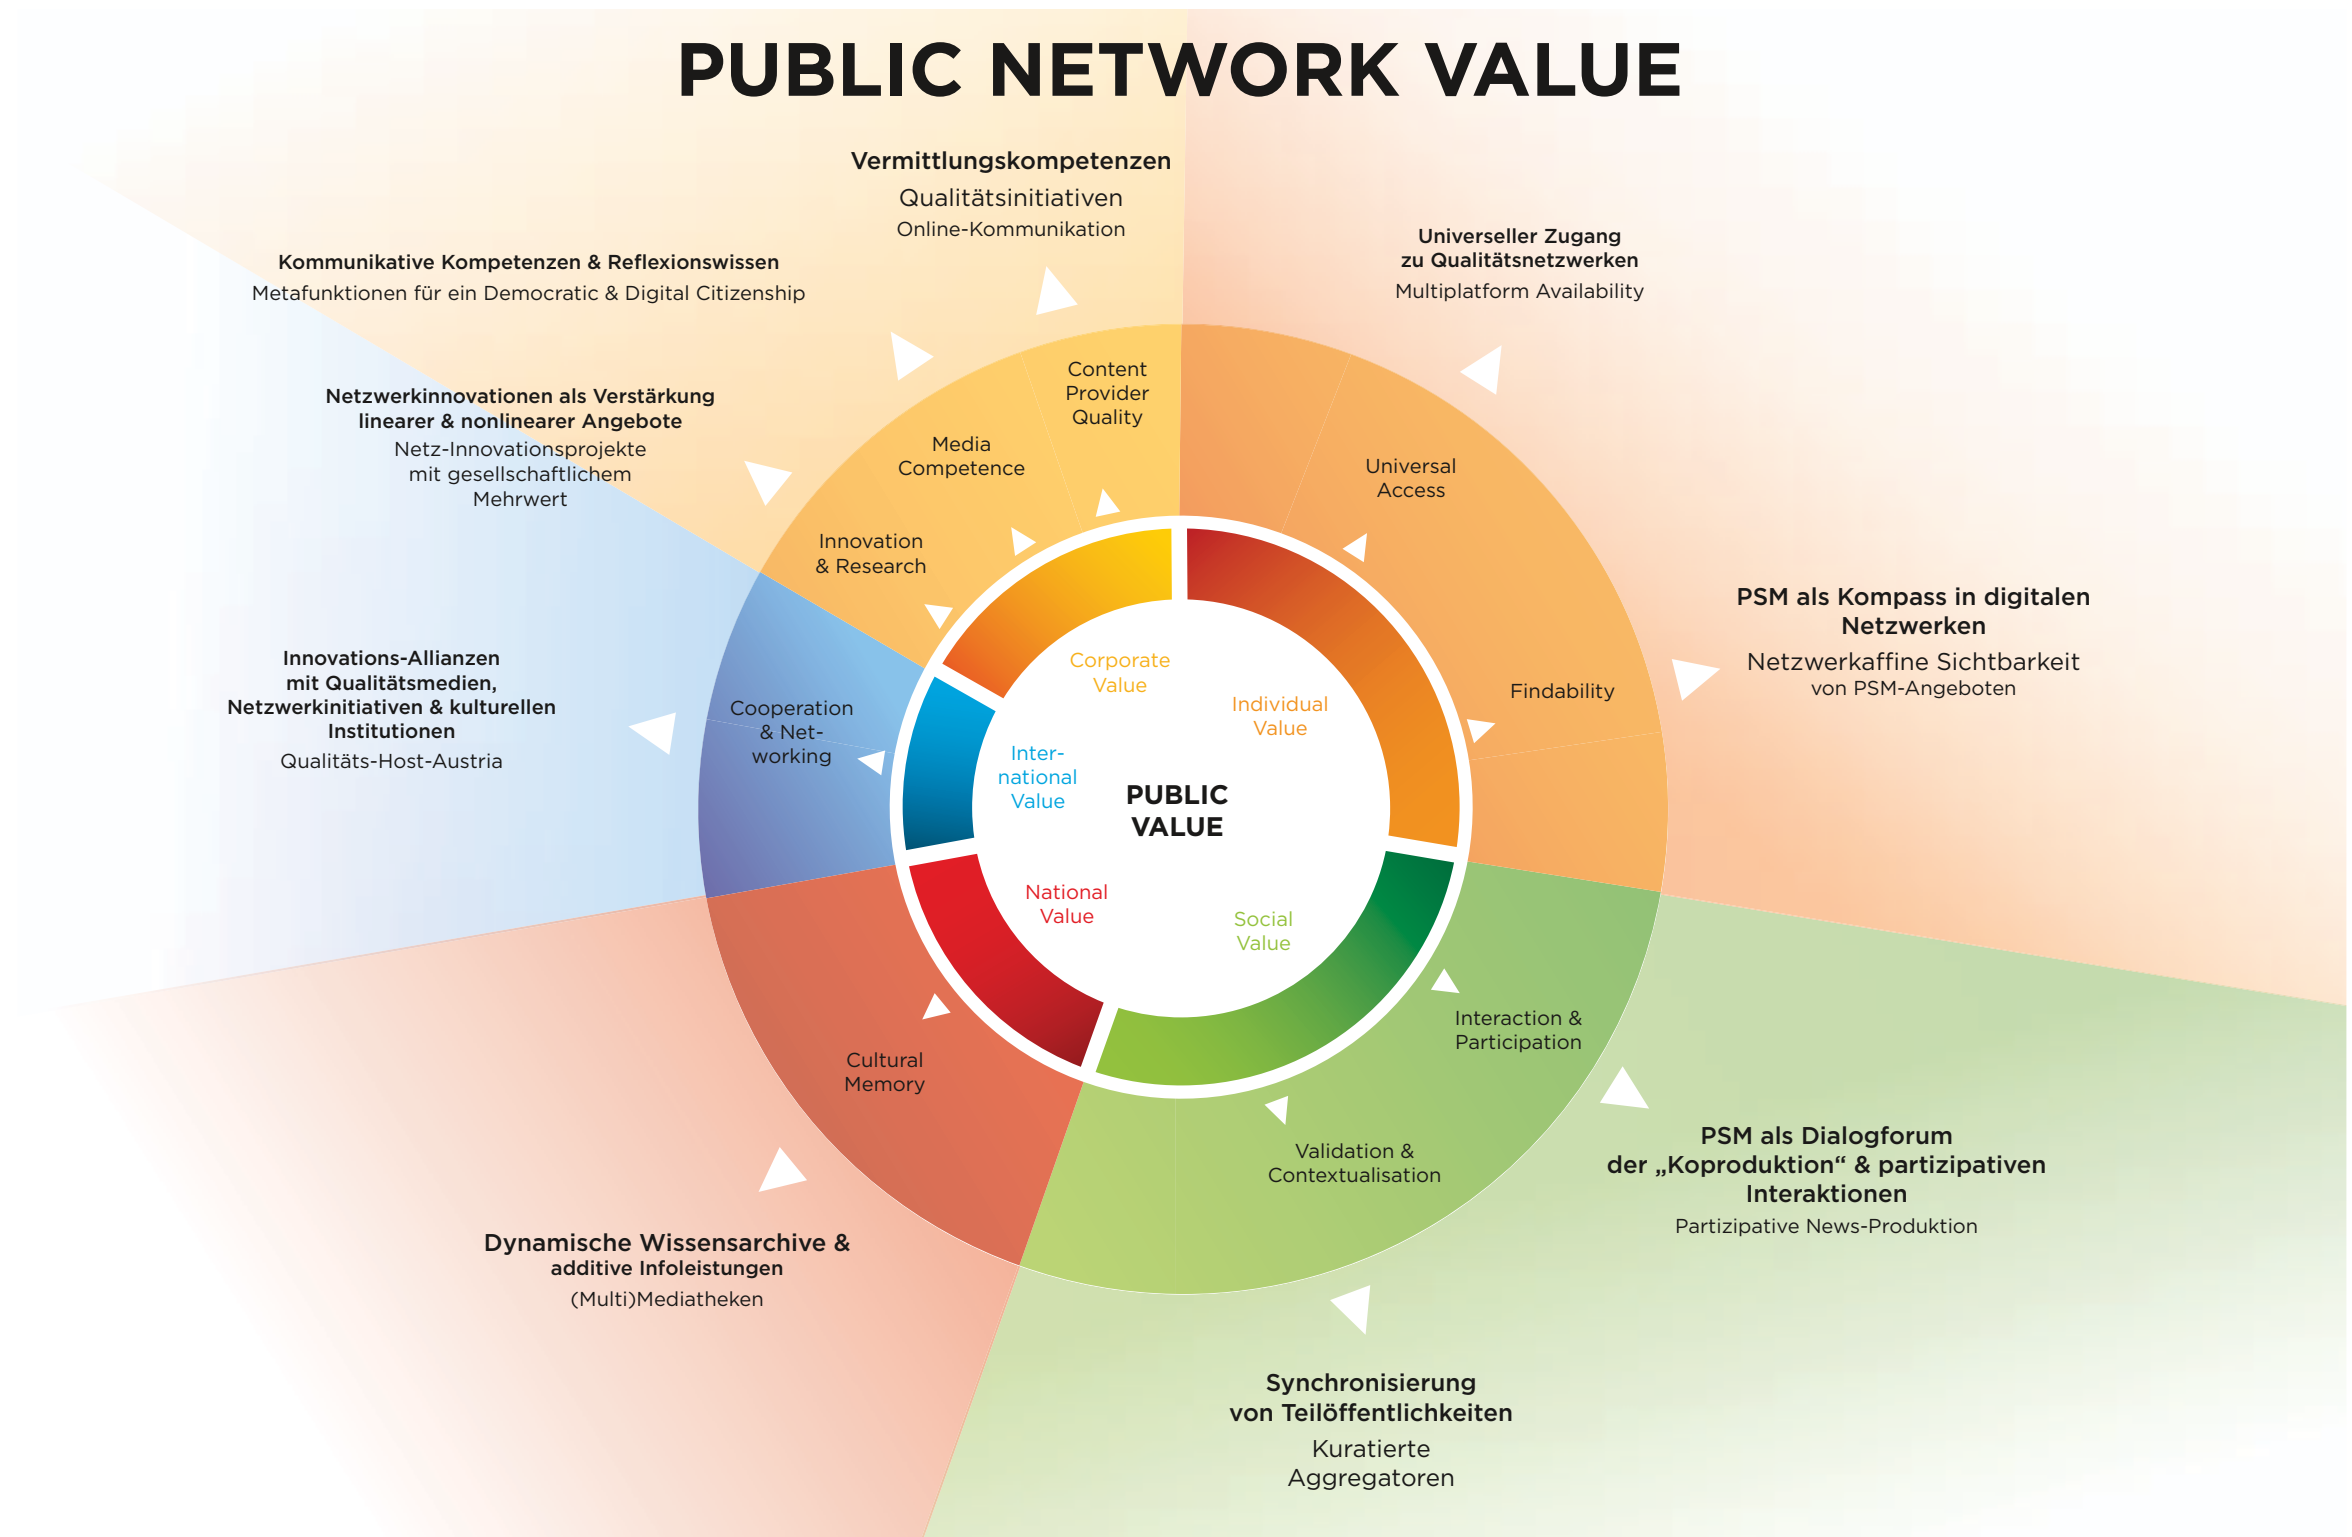 PUBLIC NETWORK VALUE
Vermittlungskompetenzen
Qualitätsinitiativen
Online-Kommunikation
Kommunikative Kompetenzen & Reflexionswissen
Metafunktionen für ein Democratic & Digital Citizenship
Universeller Zugang
zu Qualitätsnetzwerken
Multiplatform Availability
Netzwerkinnovationen als Verstärkung
linearer & nonlinearer Angebote
Netz-Innovationsprojekte
mit gesellschaftlichem
Mehrwert
Content
Provider
Quality
Media
Competence
Innovation
& Research
Universal
Access
Findability
PSM als Kompass in digitalen
Netzwerken
Netzwerkaffine Sichtbarkeit
von PSM-Angeboten
Innovations-Allianzen
mit Qualitätsmedien,
Netzwerkinitiativen & kulturellen
Institutionen
Qualitäts-Host-Austria
Cooperation
& Net-
working
Corporate
Value
Individual
Value
Inter-
national
Value
PUBLIC
VALUE
National
Value
Social
Value
Cultural
Memory
Interaction &
Participation
Validation &
Contextualisation
PSM als Dialogforum
der „Koproduktion“ & partizipativen
Interaktionen
Partizipative News-Produktion
Dynamische Wissensarchive &
additive Infoleistungen
(Multi)Mediatheken
Synchronisierung
von Teilöffentlichkeiten
Kuratierte
Aggregatoren